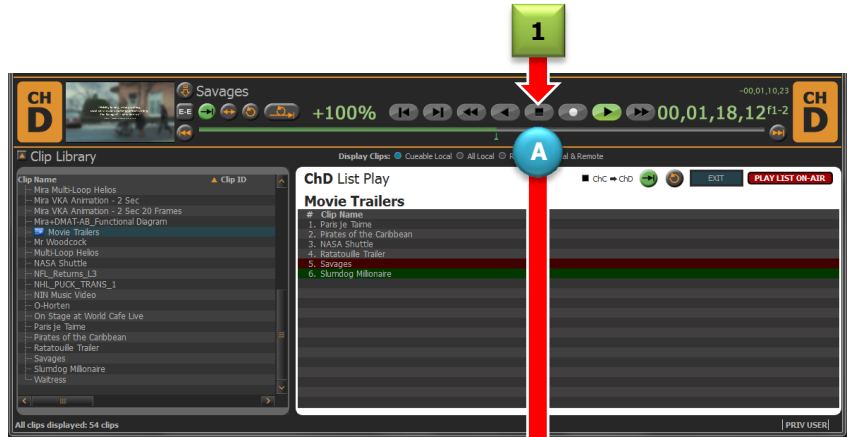 1
CH
D
Savages
E-E
+100%
-00,01,10,23
00,01,18,12f1-2
CH
D
1
A
Clip Library
Display Clips: Cueable Local All Local & Remote
ChD List Play
ChC ➡ ChD
EXIT
PLAY LIST ON-AIR
Clip Name ▲ Clip ID
Mira Multi-Loop Helios
Mira VKA Animation - 2 Sec
Mira VKA Animation - 2 Sec 20 Frames
Mira+DMAT-AB_Functional Diagram
Movie Trailers
Mr Woodcock
Multi-Loop Helios
NASA Shuttle
NFL_Returns_L3
NHL_PUCK_TRANS_1
NIN Music Video
O-Horten
On Stage at World Cafe Live
Paris je Taime
Pirates of the Caribbean
Ratatouille Trailer
Savages
Slumdog Millionaire
Waitress
Movie Trailers
# Clip Name
1. Paris je Taime
2. Pirates of the Caribbean
3. NASA Shuttle
4. Ratatouille Trailer
5. Savages
6. Slumdog Millionaire
All clips displayed: 54 clips
PRIV USER